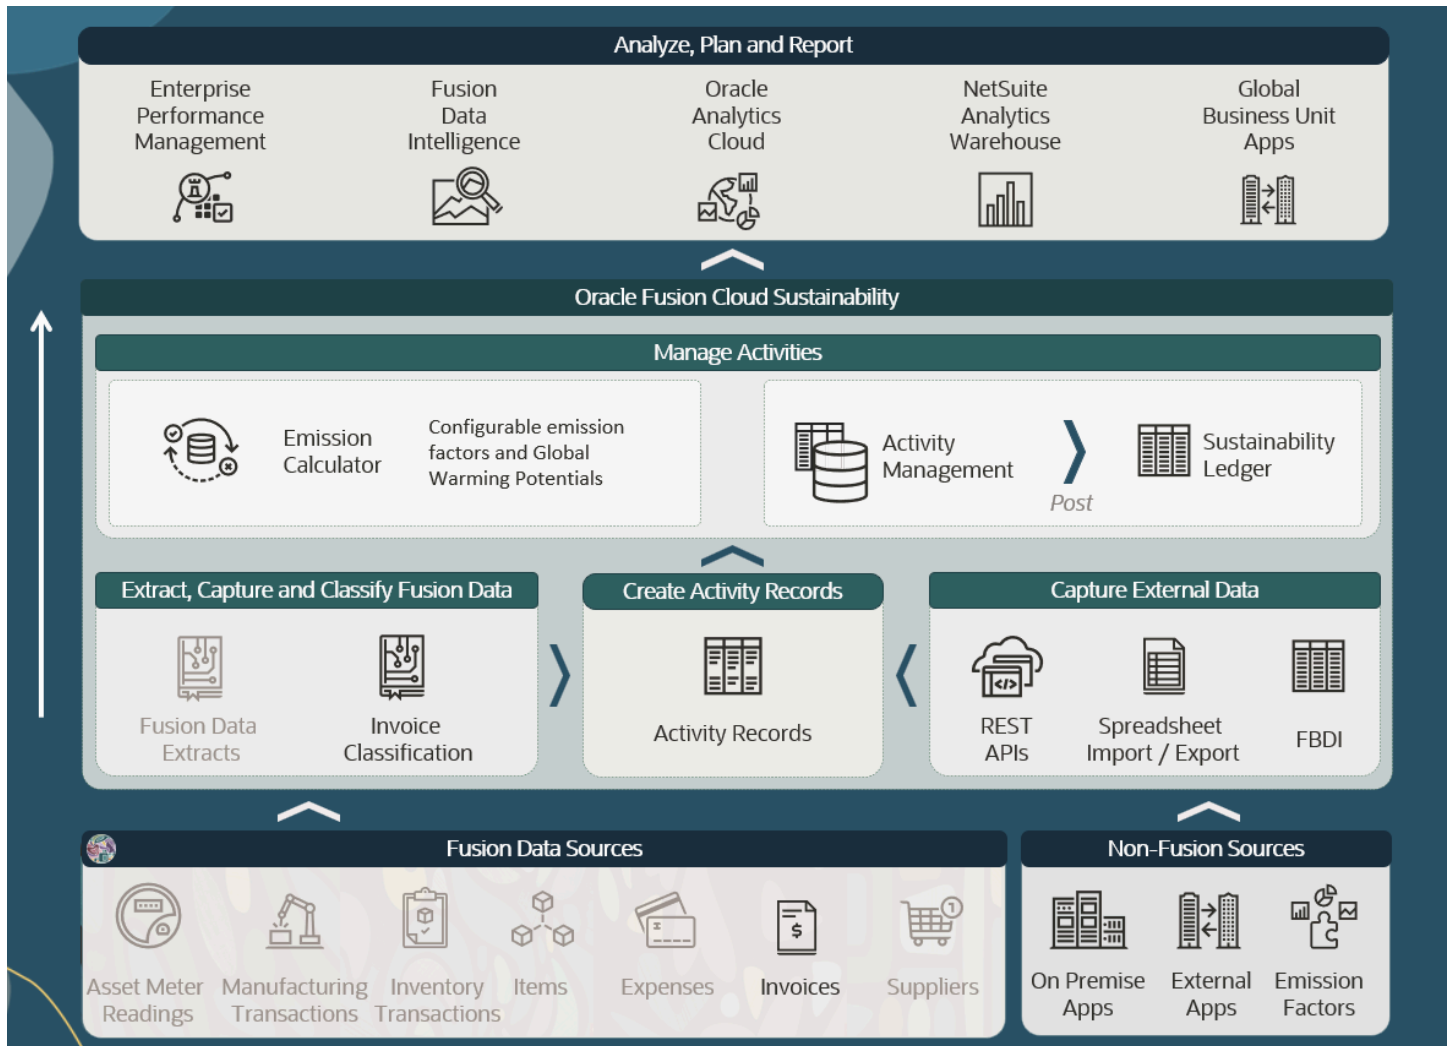 Analyze, Plan and Report
Enterprise
Performance
Management
Fusion
Data
Intelligence
Oracle
Analytics
Cloud
NetSuite
Analytics
Warehouse
Global
Business Unit
Apps
Oracle Fusion Cloud Sustainability
Manage Activities
Emission
Calculator
Configurable emission
factors and Global
Warming Potentials
Activity
Management
Post
Sustainability
Ledger
Extract, Capture and Classify Fusion Data
Fusion Data
Extracts
Invoice
Classification
Create Activity Records
Activity Records
Capture External Data
</>
REST
APIs
Spreadsheet
Import / Export
FBDI
Fusion Data Sources
Asset Meter
Readings
Manufacturing
Transactions
Inventory
Transactions
Items
Expenses
$
Invoices
1
Suppliers
Non-Fusion Sources
On Premise
Apps
External
Apps
Emission
Factors